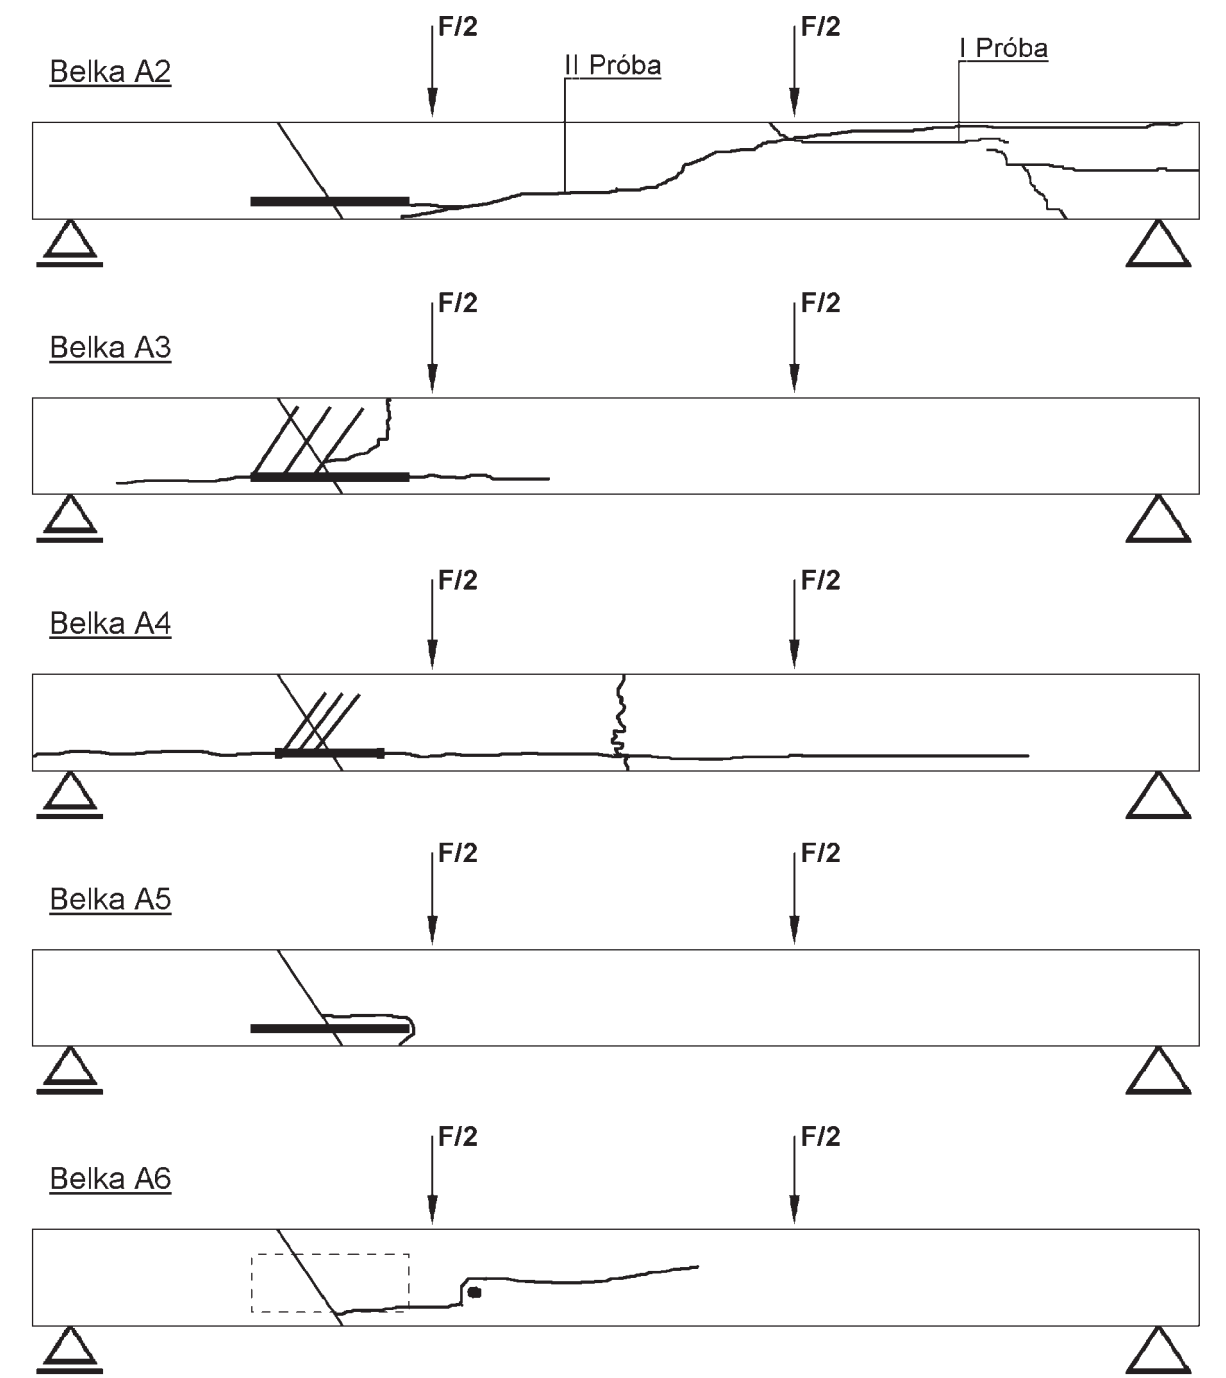 F/2 F/2
Belka A2
II Próba
I Próba
F/2 F/2
Belka A3
F/2 F/2
Belka A4
F/2 F/2
Belka A5
F/2 F/2
Belka A6